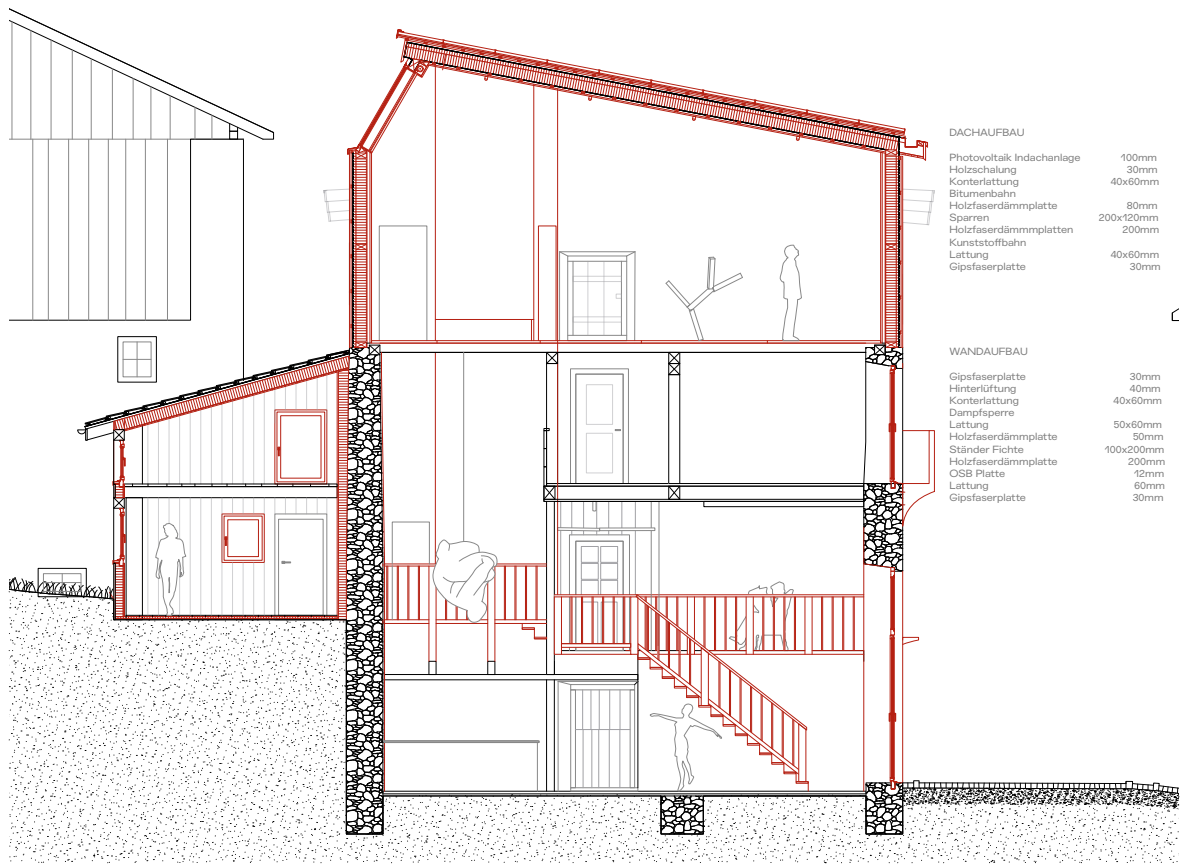 DACHAUFBAU
Photovoltaik Indachanlage 100mm
Holzschalung 30mm
Konterlattung 40x60mm
Bitumenbahn
Holzfaserdämmplatte 80mm
Sparren 200x120mm
Holzfaserdämmmplatten 200mm
Kunststoffbahn
Lattung 40x60mm
Gipsfaserplatte 30mm
WANDAUFBAU
Gipsfaserplatte 30mm
Hinterlüftung 40mm
Konterlattung 40x60mm
Dampfsperre
Lattung 50x60mm
Holzfaserdämmplatte 50mm
Ständer Fichte 100x200mm
Holzfaserdämmplatte 200mm
OSB Platte 12mm
Lattung 60mm
Gipsfaserplatte 30mm